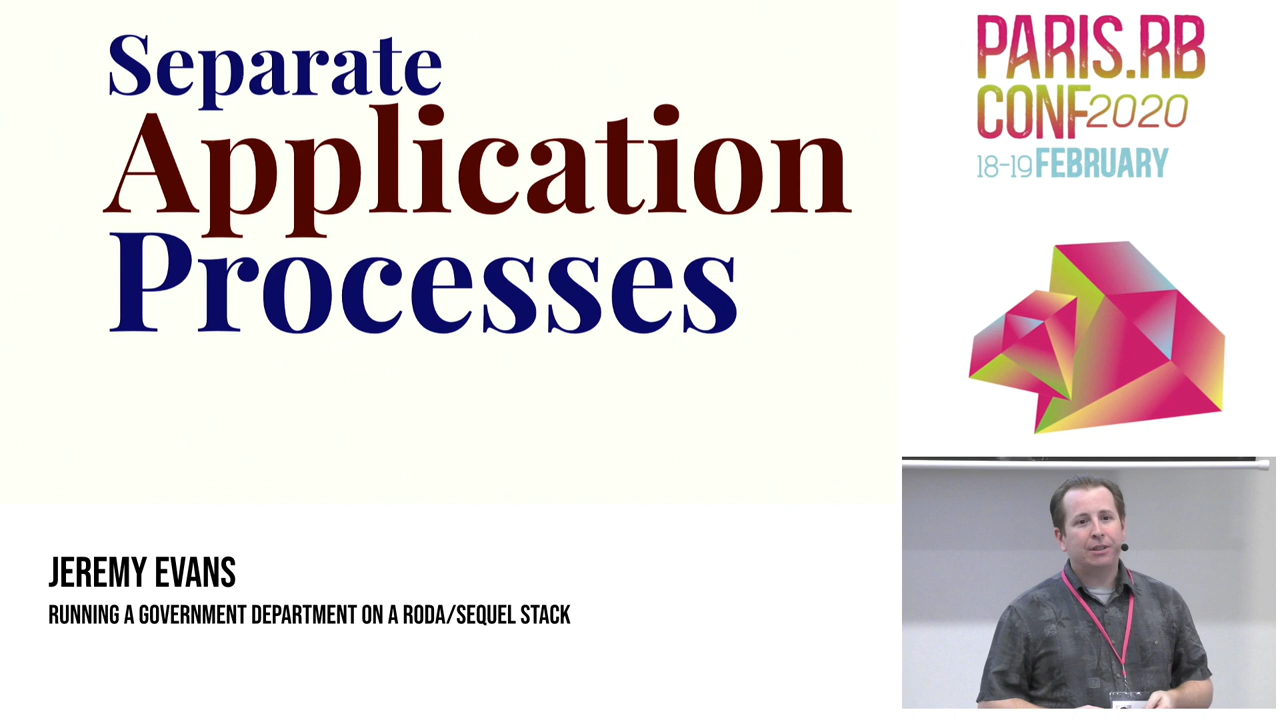 Separate
Application
Processes
PARIS.RB
CONF2020
18-19 FEBRUARY
JEREMY EVANS
RUNNING A GOVERNMENT DEPARTMENT ON A RODA/SEQUEL STACK